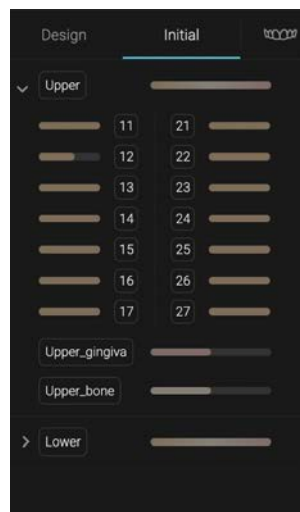 Design Initial
Upper
11 21
12 22
13 23
14 24
15 25
16 26
17 27
Upper_gingiva
Upper_bone
Lower